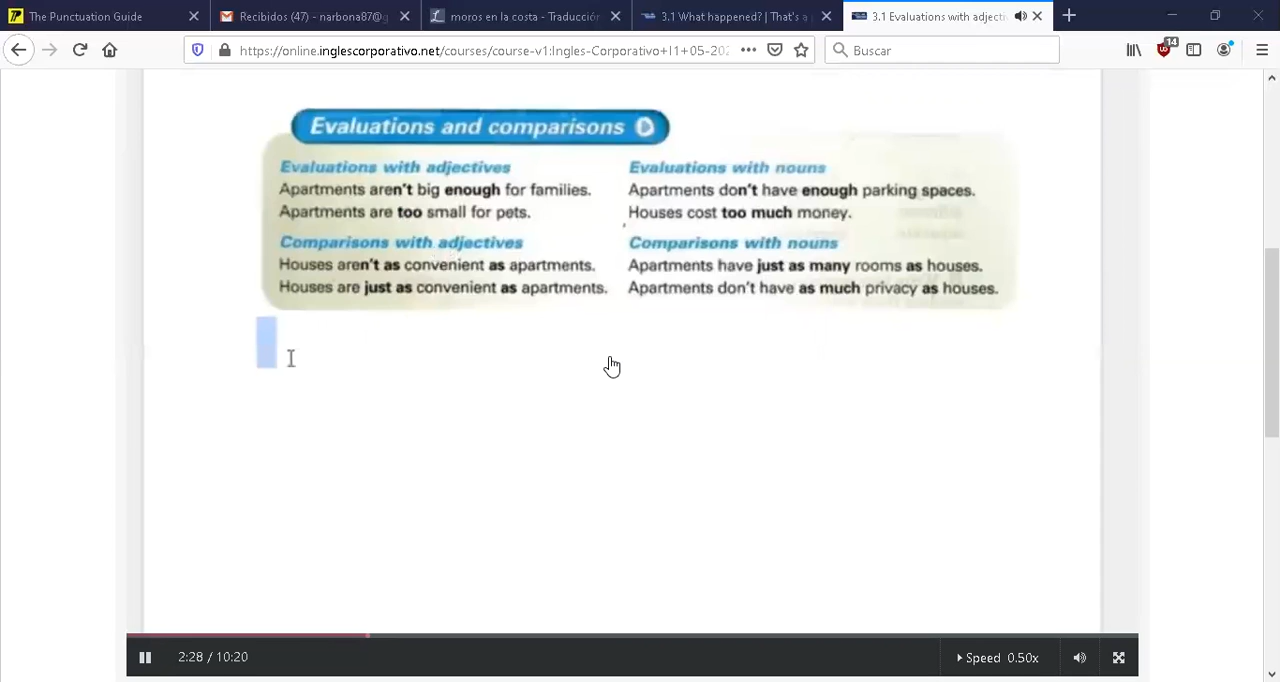 The Punctuation Guide
Recibidos (47) - narbona87@g
moros en la costa - Traducción
3.1 What happened? | That's a
3.1 Evaluations with adjecti
https://online.inglescorporativo.net/courses/course-v1:Ingles-Corporativo+I1+05-202
Buscar
14
Evaluations and comparisons
Evaluations with adjectives
Apartments aren't big enough for families.
Apartments are too small for pets.
Evaluations with nouns
Apartments don't have enough parking spaces.
Houses cost too much money.
Comparisons with adjectives
Houses aren't as convenient as apartments.
Houses are just as convenient as apartments.
Comparisons with nouns
Apartments have just as many rooms as houses.
Apartments don't have as much privacy as houses.
2:28 / 10:20
Speed 0.50x